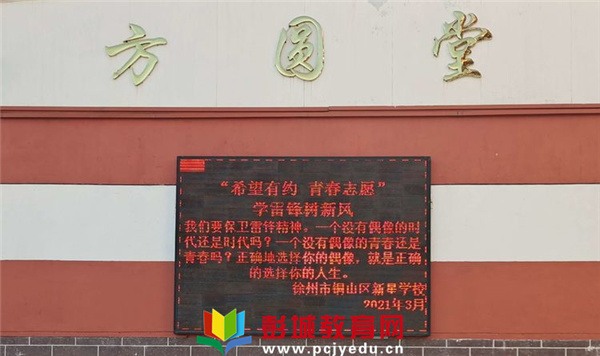 方圆堂
“希望有约 青春志愿”
学雷锋树新风
我们要保卫雷锋精神。一个没有偶像的时
代还是时代吗？一个没有偶像的青春还是
青春吗？正确地选择你的偶像，就是正确
的选择你的人生。
徐州市铜山区新星学校
2021年3月
彭城教育网
www.pcjyedu.cn